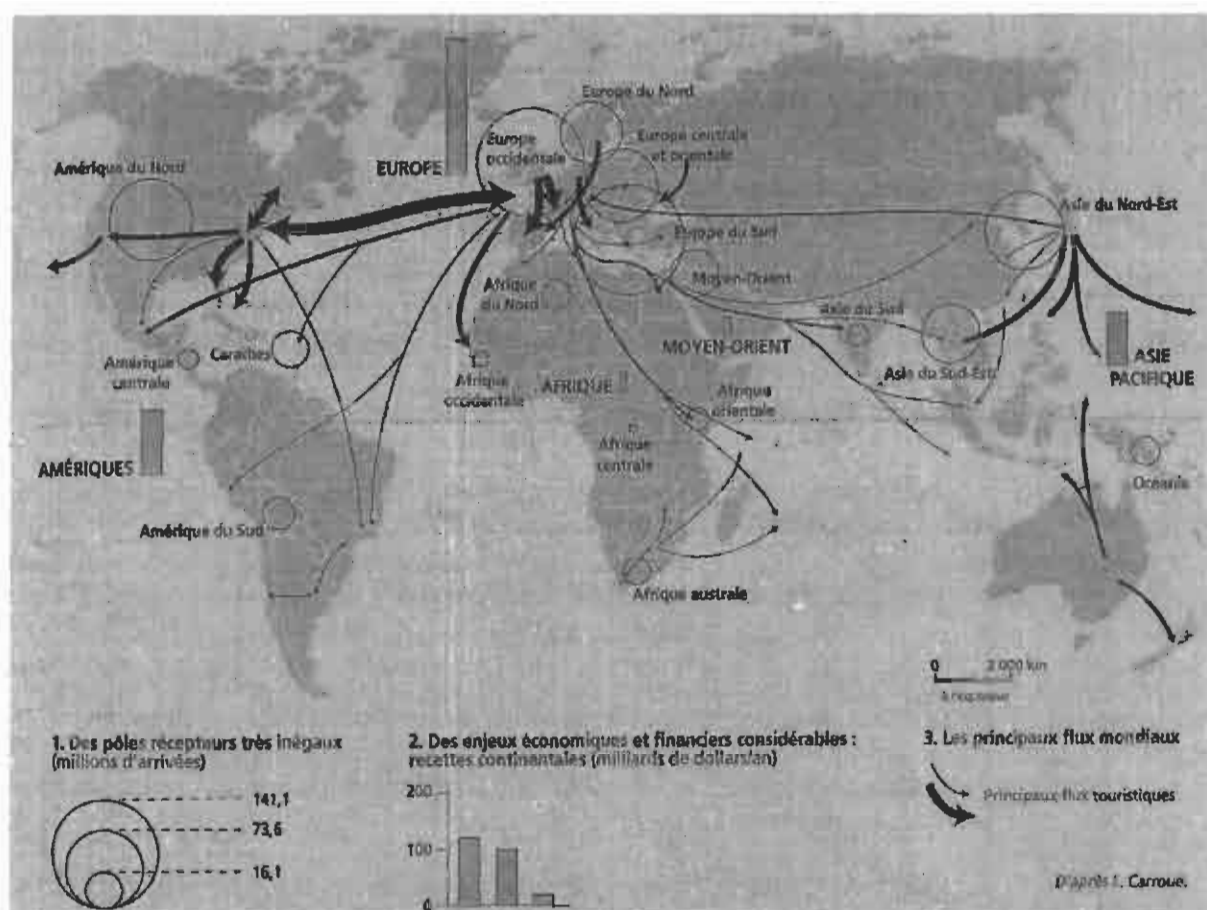 Europe du Nord
Europe
occidentale
Europe centrale
et orientale
Amérique du Nord
EUROPE
Asie du Nord-Est
Europe du Sud
Moyen-Orient
Afrique
du Nord
Asie du Sud
MOYEN-ORIENT
ASIE
PACIFIQUE
Amérique
centrale
Caraïbes
Afrique
occidentale
AFRIQUE
Asie du Sud-Est
Afrique
orientale
AMÉRIQUES
Afrique
centrale
Océanie
Amérique du Sud
Afrique australe
0 2 000 km
à l'équateur
1. Des pôles récepteurs très inégaux
(millions d'arrivées)
141,1
73,6
16,1
2. Des enjeux économiques et financiers considérables :
recettes continentales (milliards de dollars/an)
200
100
0
3. Les principaux flux mondiaux
Principaux flux touristiques
D'après L. Carroue.